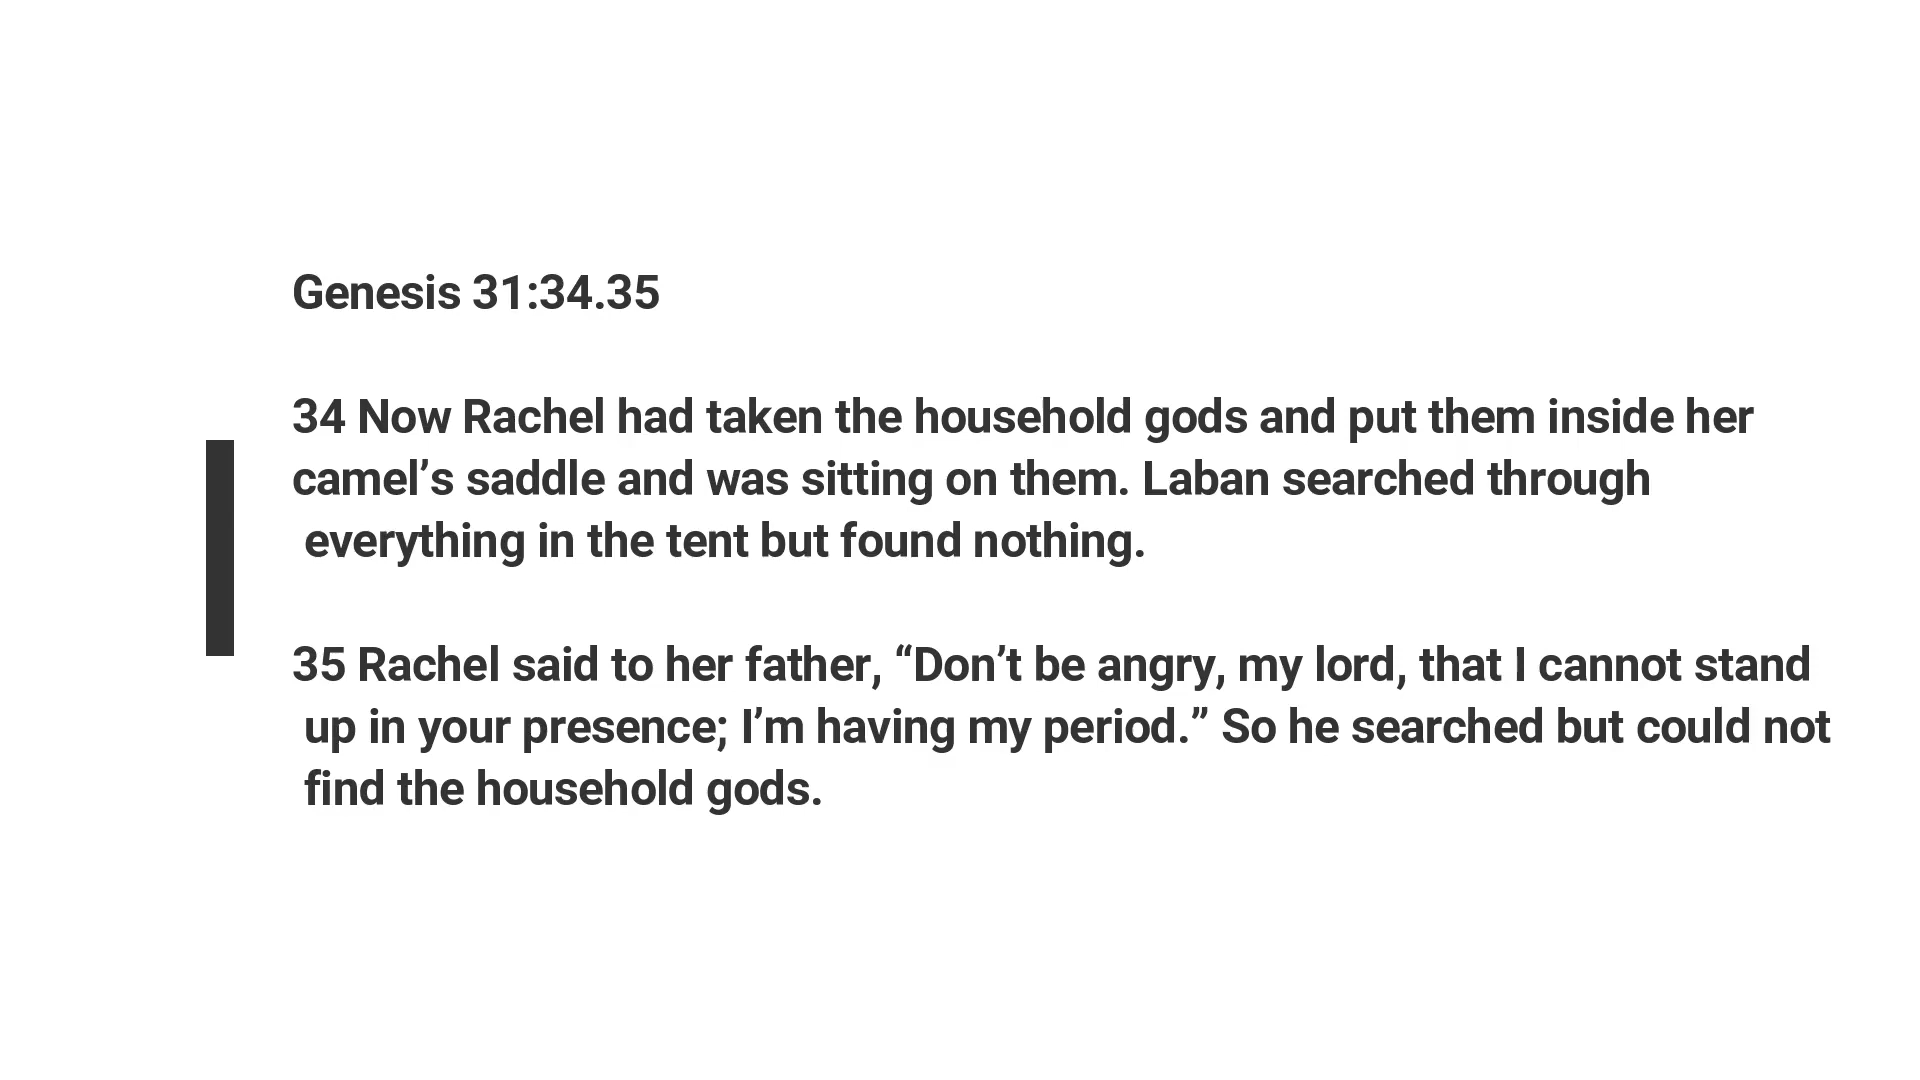 Genesis 31:34.35
34 Now Rachel had taken the household gods and put them inside her
camel’s saddle and was sitting on them. Laban searched through
everything in the tent but found nothing.
35 Rachel said to her father, “Don’t be angry, my lord, that I cannot stand
up in your presence; I’m having my period.” So he searched but could not
find the household gods.